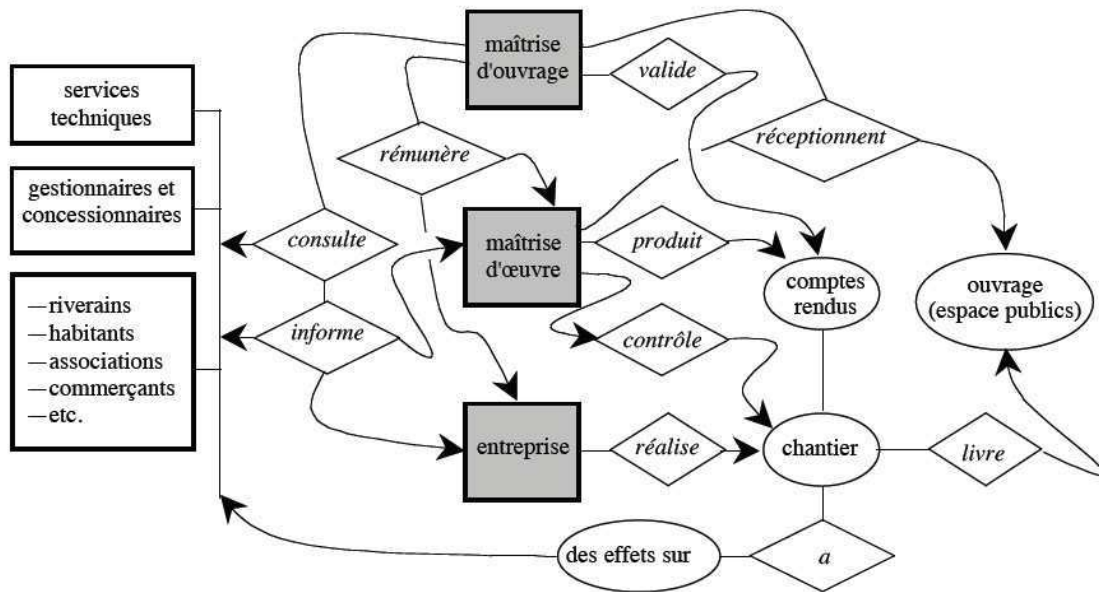 maîtrise
d'ouvrage
valide
services
techniques
rémunère
réceptionnent
gestionnaires et
concessionnaires
consulte
maîtrise
d'œuvre
produit
comptes
rendus
ouvrage
(espace publics)
—riverains
—habitants
—associations
—commerçants
—etc.
informe
contrôle
entreprise
réalise
chantier
livre
des effets sur
a